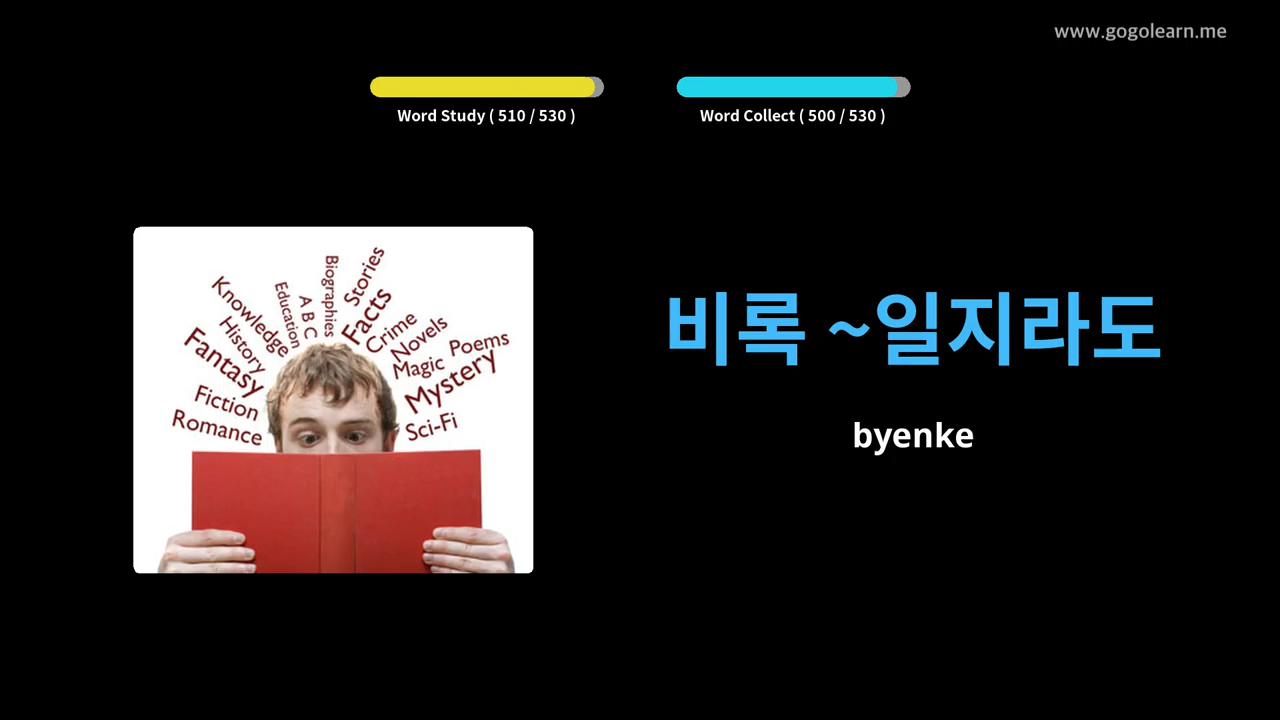 www.gogolearn.me
Word Study ( 510 / 530 )
Word Collect ( 500 / 530 )
비록 ~일지라도
byenke
Romance
Fiction
Fantasy
History
Knowledge
Education
A B C
Biographies
Stories
Facts
Crime
Novels
Magic
Poems
Mystery
Sci-Fi